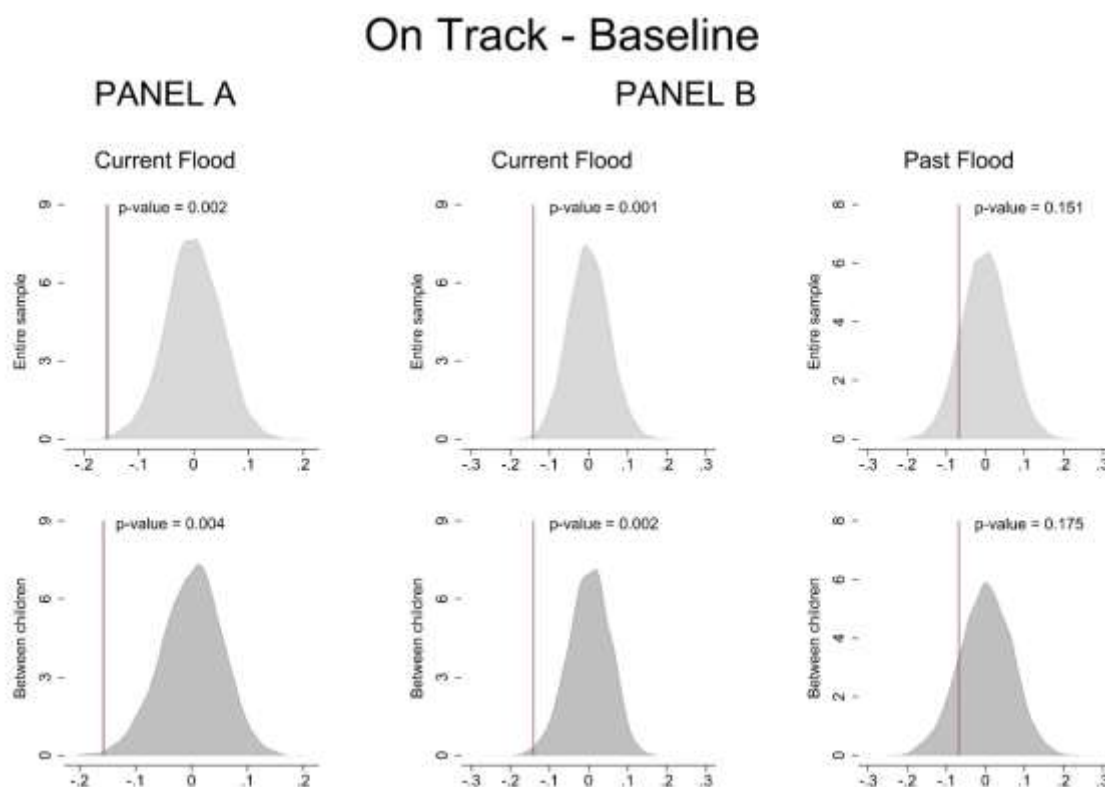 On Track - Baseline
PANEL A PANEL B
Current Flood Current Flood Past Flood
p-value = 0.002 p-value = 0.001 p-value = 0.151
Entire sample Entire sample Entire sample
9 9 8
6 6 6
4
3 3 2
0 0 0
-.2 -.1 0 .1 .2 -.3 -.2 -.1 0 .1 .2 .3 -.3 -.2 -.1 0 .1 .2 .3
p-value = 0.004 p-value = 0.002 p-value = 0.175
Between children Between children Between children
9 9 8
6 6 6
4
3 3 2
0 0 0
-.2 -.1 0 .1 .2 -.3 -.2 -.1 0 .1 .2 .3 -.3 -.2 -.1 0 .1 .2 .3